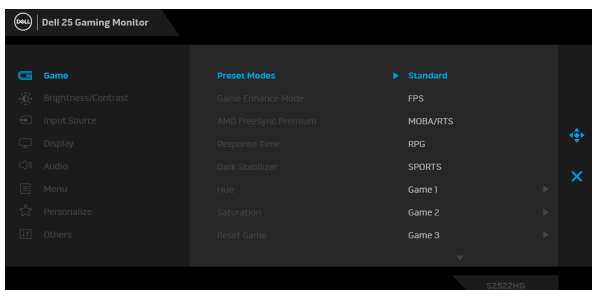 DELL Dell 25 Gaming Monitor
Game Preset Modes Standard
Brightness/Contrast Game Enhance Mode FPS
Input Source AMD FreeSync Premium MOBA/RTS
Display Response Time RPG
Audio Dark Stabilizer SPORTS
Menu Hue Game 1
Personalize Saturation Game 2
Others Reset Game Game 3
S2522HG